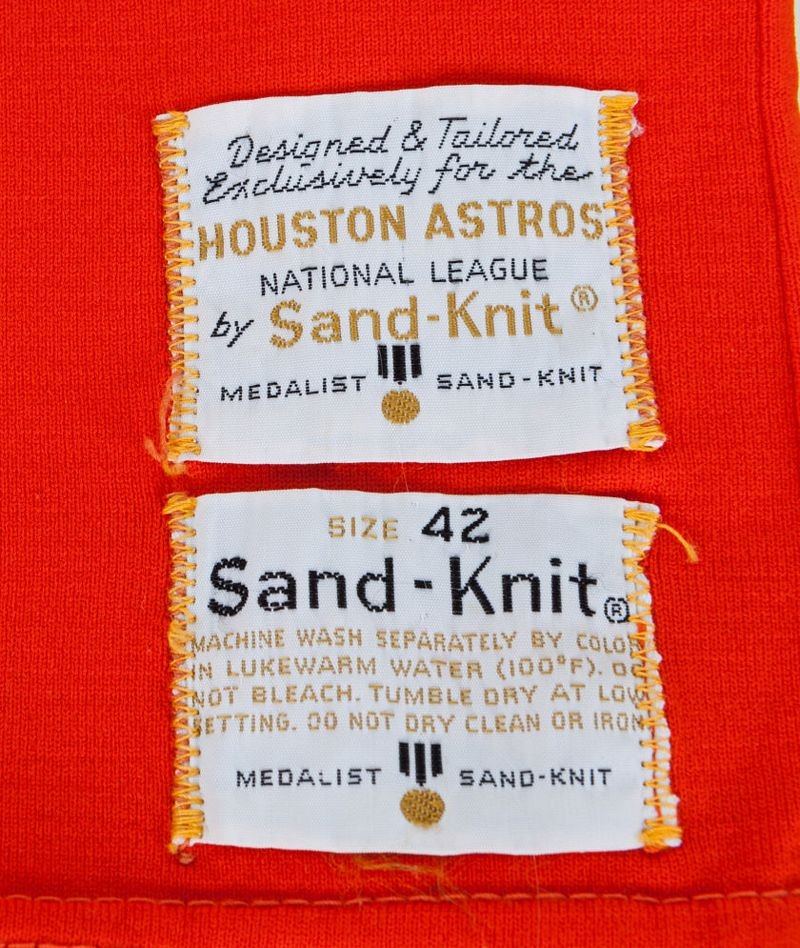 Designed & Tailored
Exclusively for the
HOUSTON ASTROS
NATIONAL LEAGUE
by Sand-Knit®
MEDALIST SAND-KNIT
SIZE 42
Sand-Knit®
MACHINE WASH SEPARATELY BY COLOR
IN LUKEWARM WATER (100°F). DO
NOT BLEACH. TUMBLE DRY AT LOW
SETTING. DO NOT DRY CLEAN OR IRON
MEDALIST SAND-KNIT